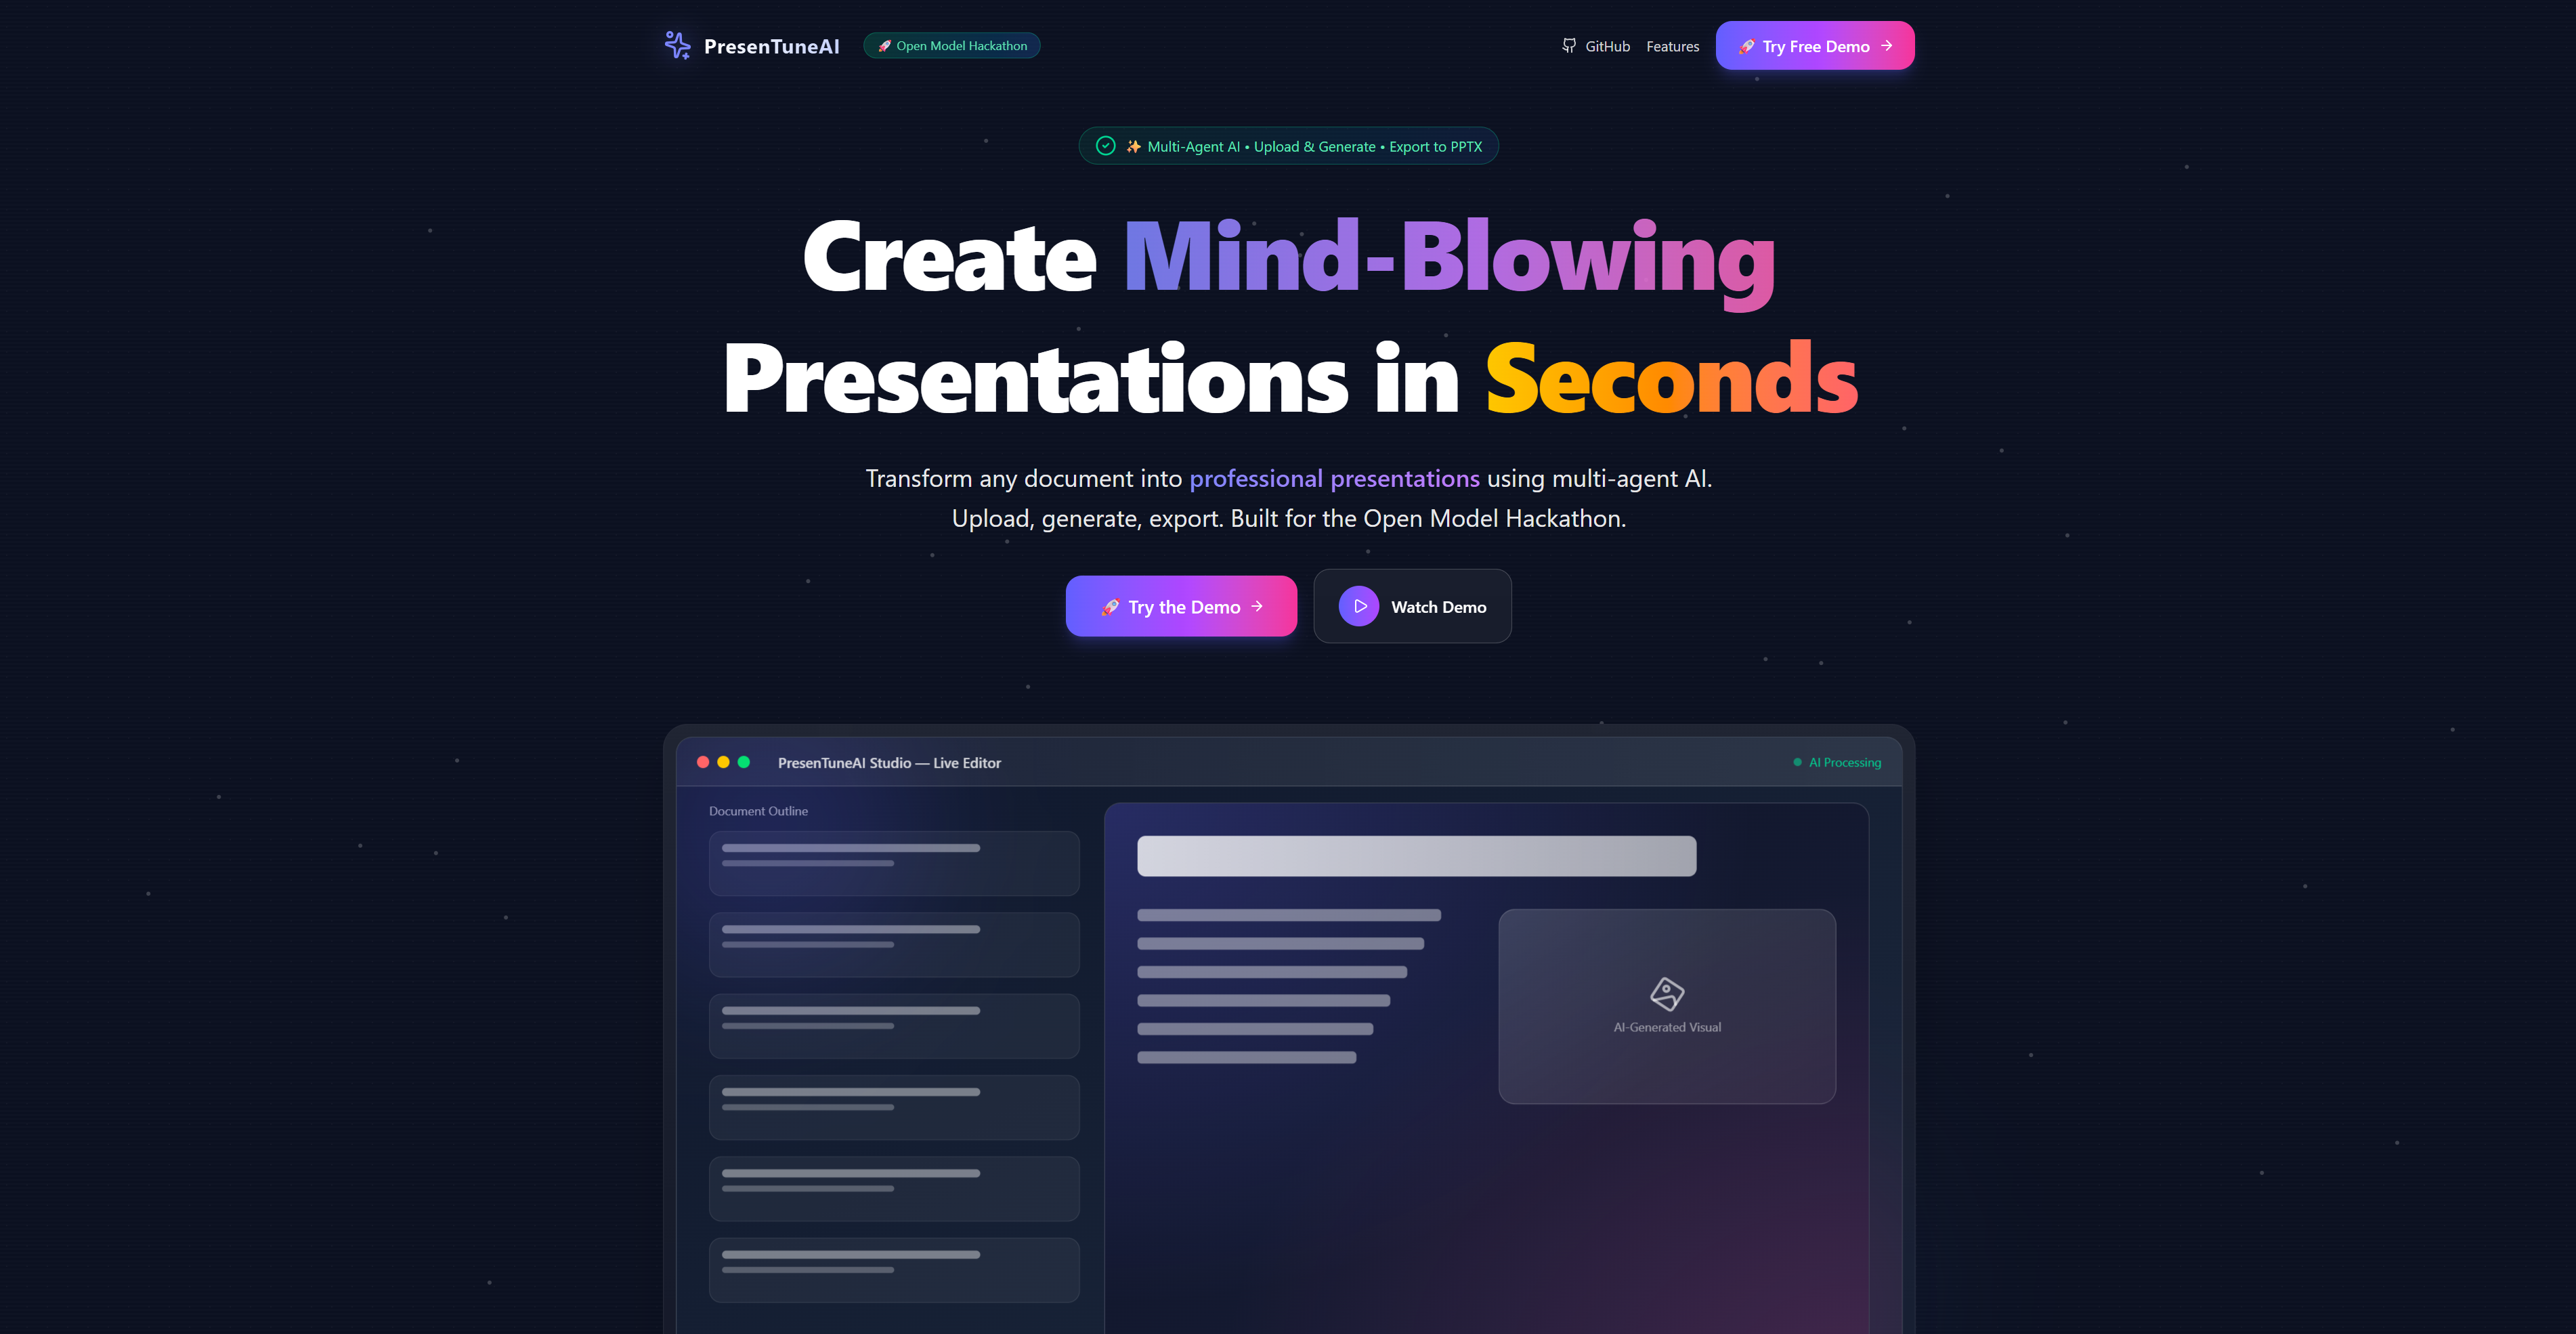 PresenTuneAI
🚀 Open Model Hackathon
GitHub
Features
🚀 Try Free Demo →
✨ Multi-Agent AI • Upload & Generate • Export to PPTX
Create Mind-Blowing
Presentations in Seconds
Transform any document into professional presentations using multi-agent AI.
Upload, generate, export. Built for the Open Model Hackathon.
🚀 Try the Demo →
Watch Demo
PresenTuneAI Studio — Live Editor
AI Processing
Document Outline
AI-Generated Visual